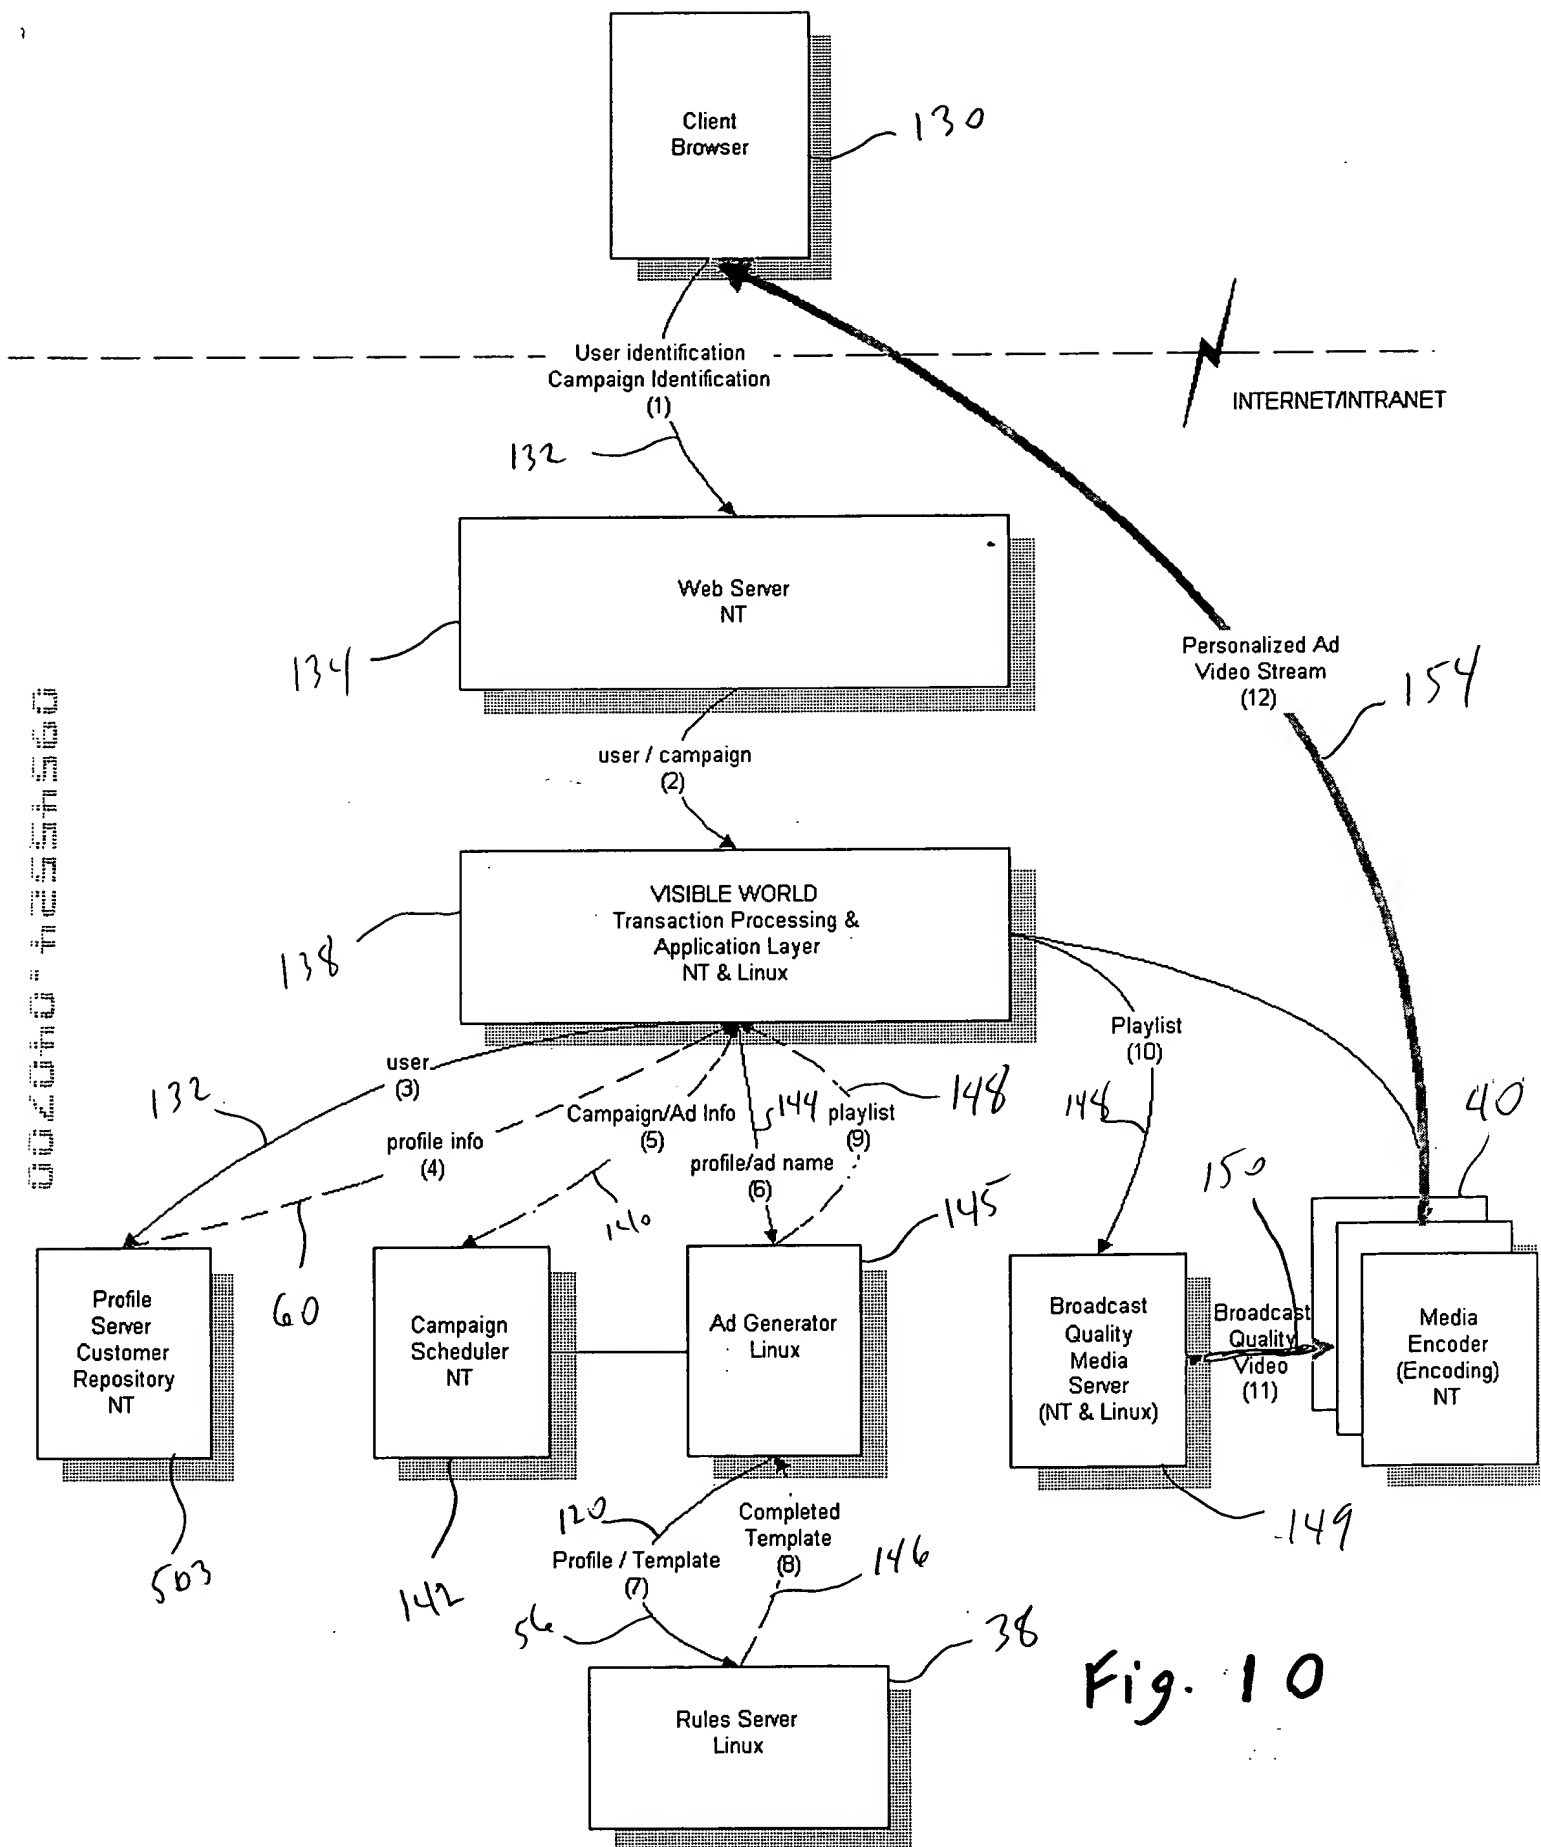 Client
Browser
130
User identification
Campaign Identification
(1)
INTERNET/INTRANET
132
Web Server
NT
134
Personalized Ad
Video Stream
(12)
154
user / campaign
(2)
VISIBLE WORLD
Transaction Processing &
Application Layer
NT & Linux
138
Playlist
(10)
user
(3)
132
profile info
(4)
Campaign/Ad Info
(5)
144
playlist
(9)
148
profile/ad name
(6)
148
40
150
140
145
60
Profile
Server
Customer
Repository
NT
Campaign
Scheduler
NT
Ad Generator
Linux
Broadcast
Quality
Media
Server
(NT & Linux)
Broadcast
Quality
Video
(11)
Media
Encoder
(Encoding)
NT
503
142
120
Profile / Template
(7)
Completed
Template
(8)
146
149
56
38
Rules Server
Linux
Fig. 10
09545524.040700